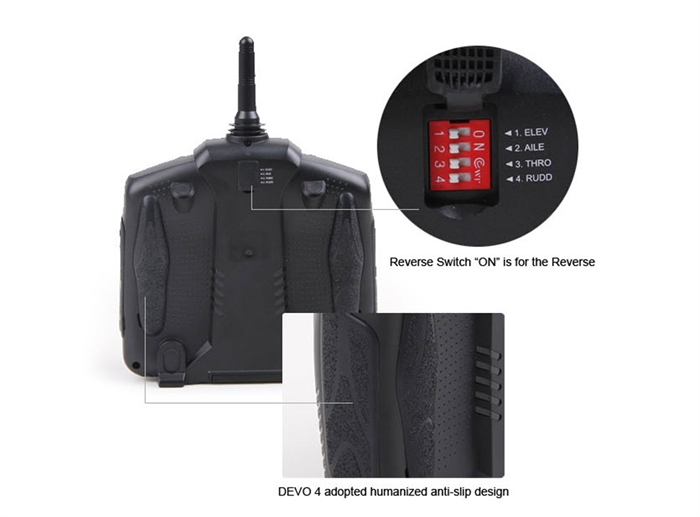 ON
1
2
3
4
◄ 1. ELEV
◄ 2. AILE
◄ 3. THRO
◄ 4. RUDD
Reverse Switch "ON" is for the Reverse
DEVO 4 adopted humanized anti-slip design